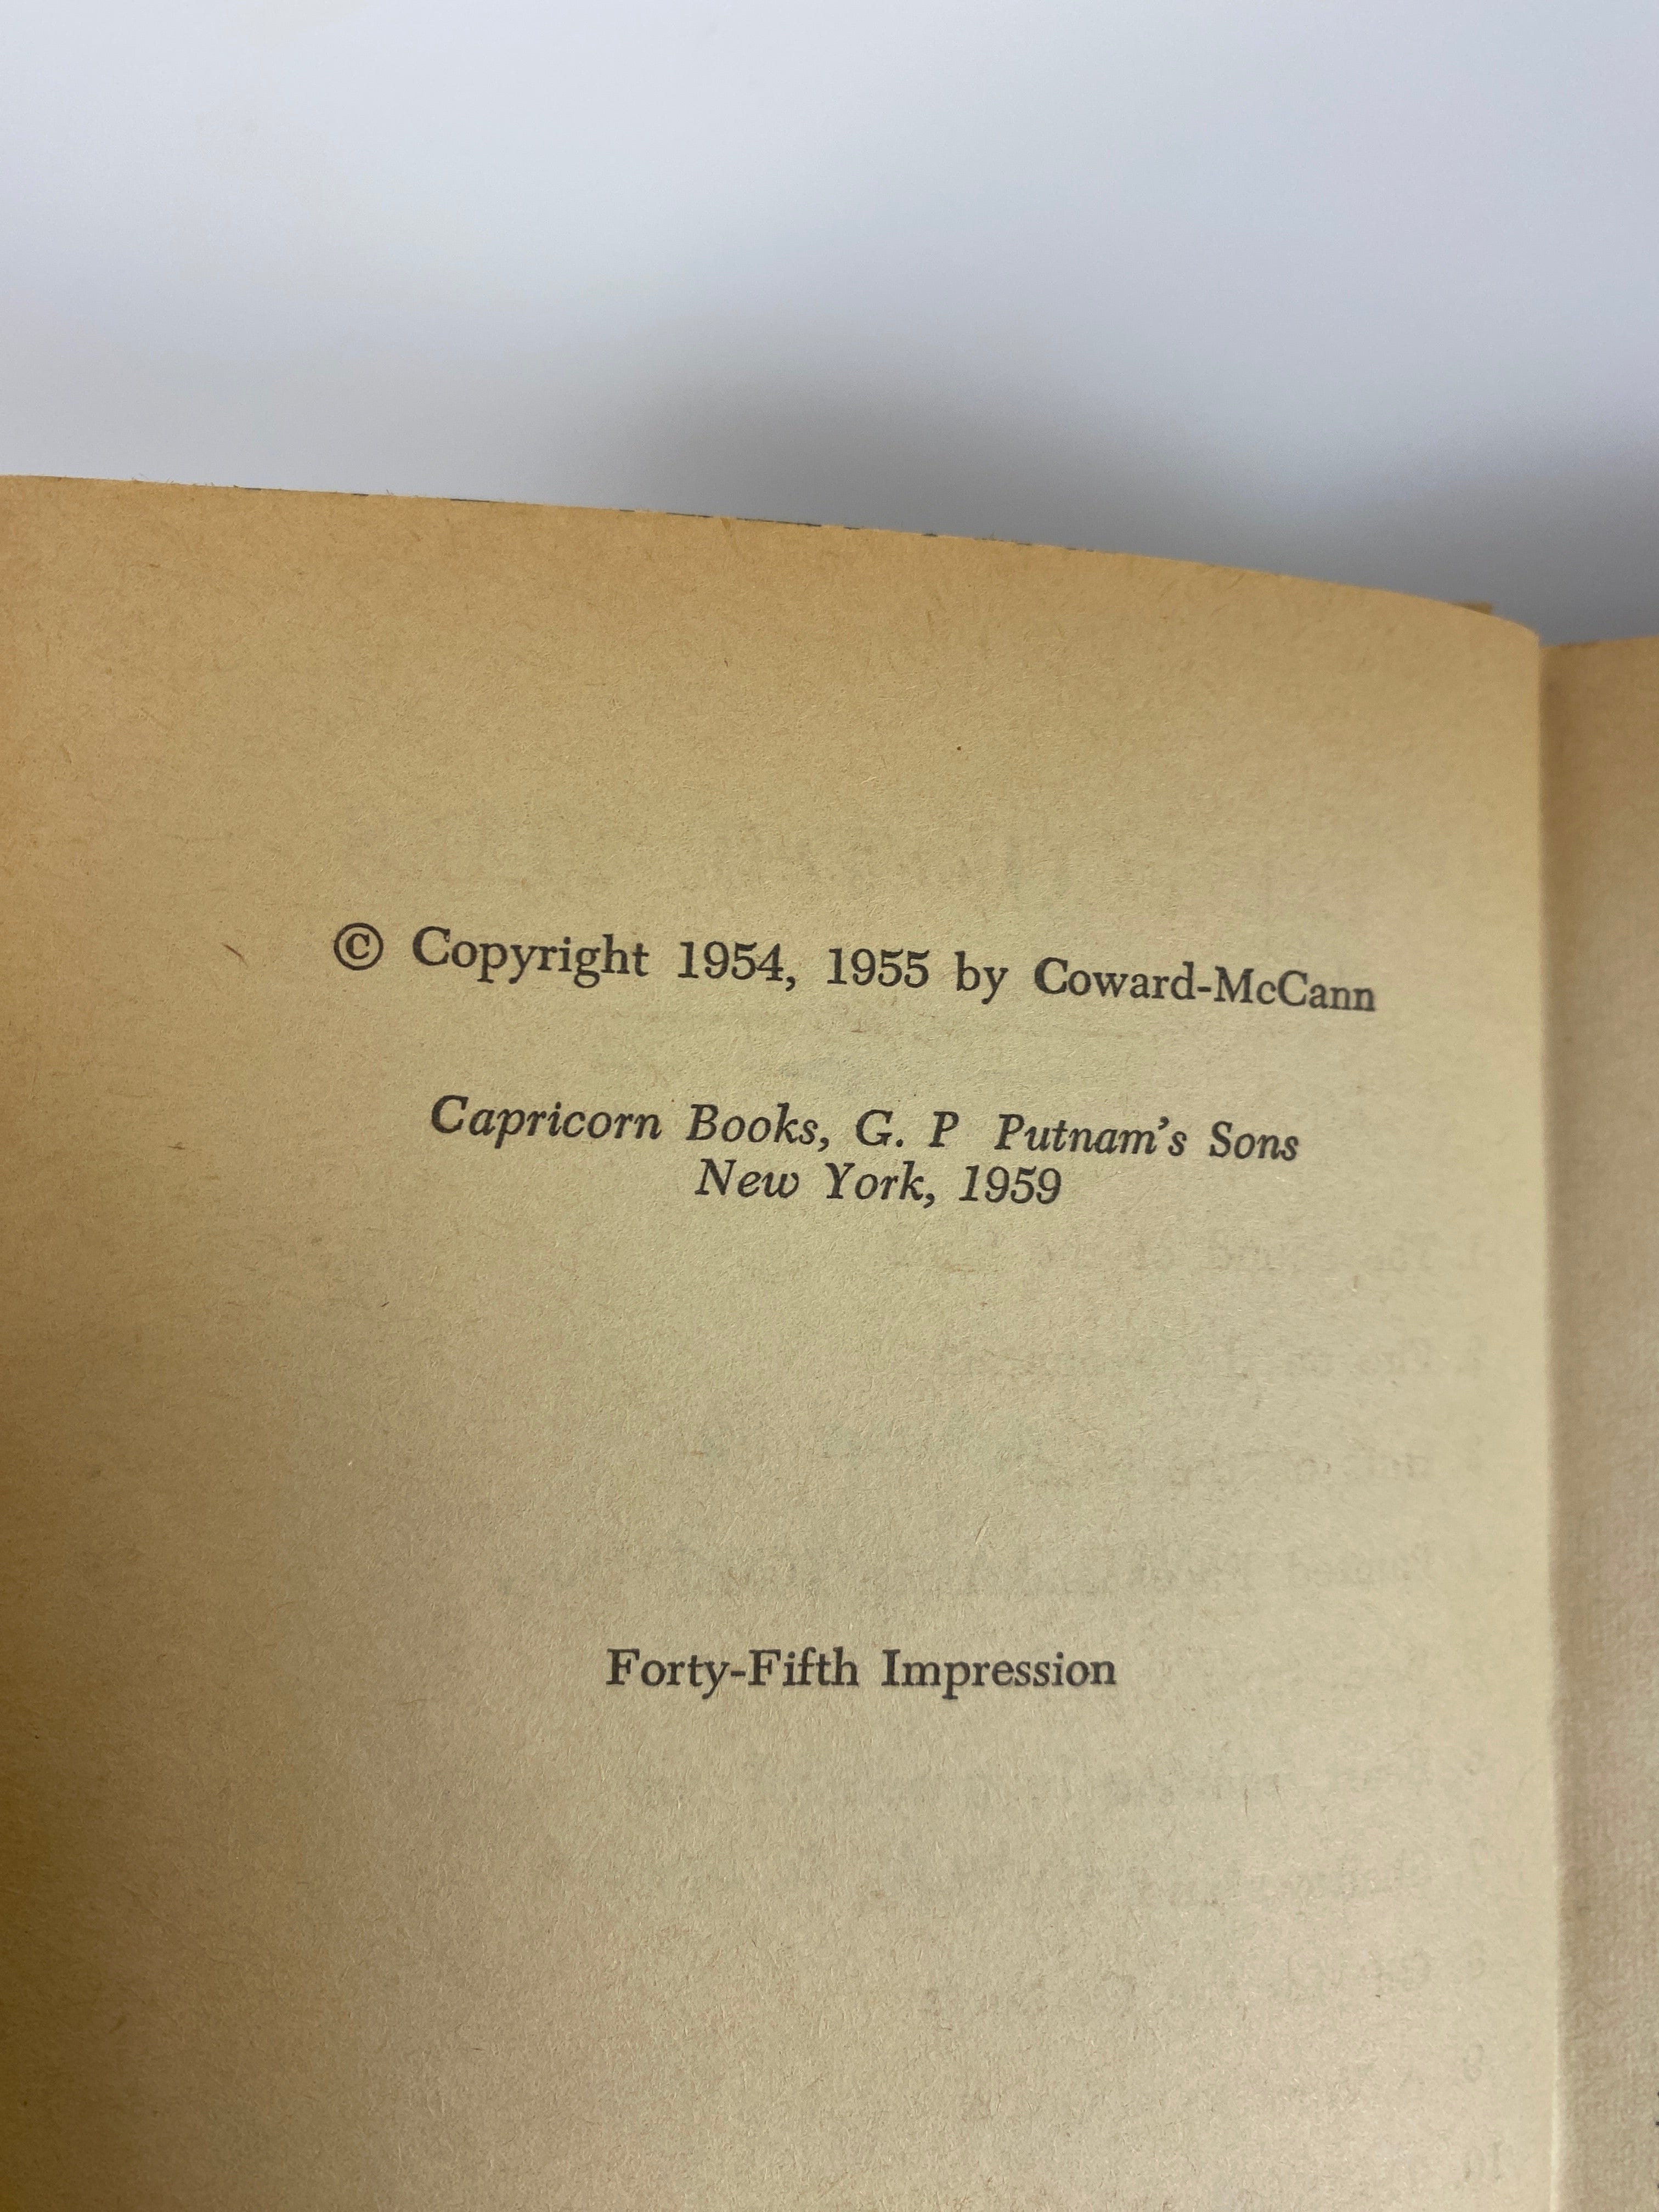 © Copyright 1954, 1955 by Coward-McCann
Capricorn Books, G. P Putnam's Sons
New York, 1959
Forty-Fifth Impression